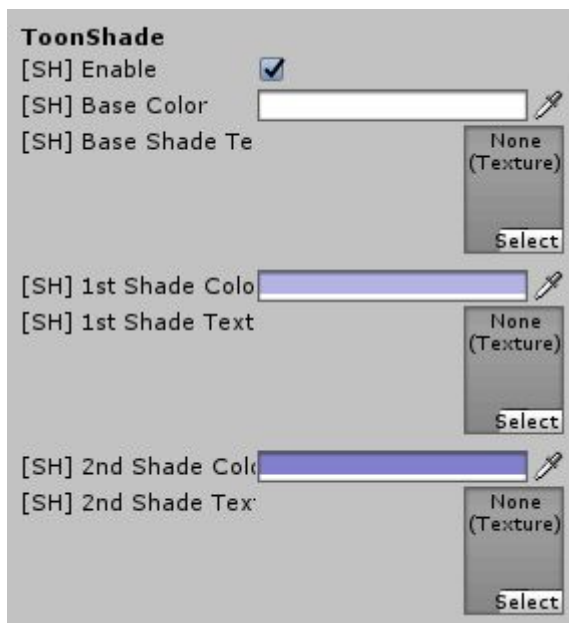 ToonShade
[SH] Enable
[SH] Base Color
[SH] Base Shade Te
None
(Texture)
Select
[SH] 1st Shade Colo
[SH] 1st Shade Text
None
(Texture)
Select
[SH] 2nd Shade Colo
[SH] 2nd Shade Tex
None
(Texture)
Select